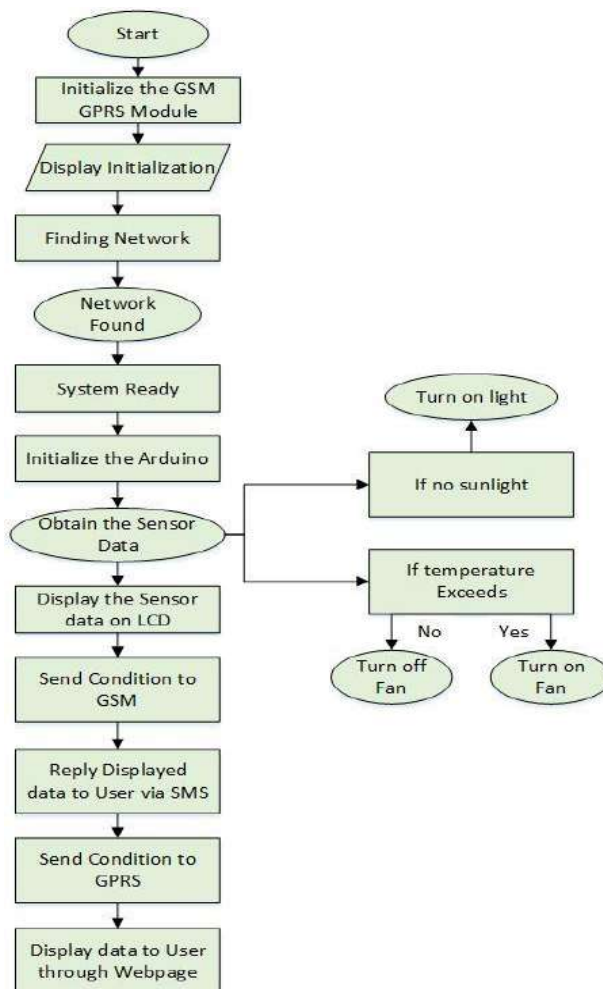 Start
Initialize the GSM
GPRS Module
Display Initialization
Finding Network
Network
Found
System Ready
Initialize the Arduino
Obtain the Sensor
Data
Display the Sensor
data on LCD
Send Condition to
GSM
Reply Displayed
data to User via SMS
Send Condition to
GPRS
Display data to User
through Webpage
Turn on light
If no sunlight
If temperature
Exceeds
No
Yes
Turn off
Fan
Turn on
Fan